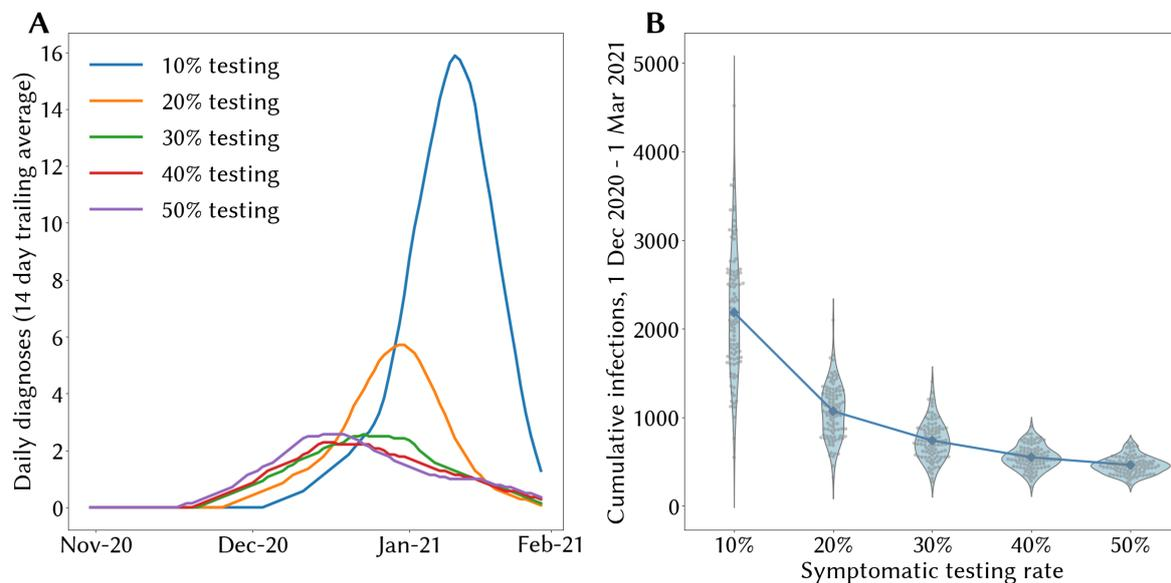 A
Daily diagnoses (14 day trailing average)
16
14
12
10
8
6
4
2
0
10% testing
20% testing
30% testing
40% testing
50% testing
Nov-20 Dec-20 Jan-21 Feb-21
B
Cumulative infections, 1 Dec 2020 - 1 Mar 2021
5000
4000
3000
2000
1000
0
10% 20% 30% 40% 50%
Symptomatic testing rate